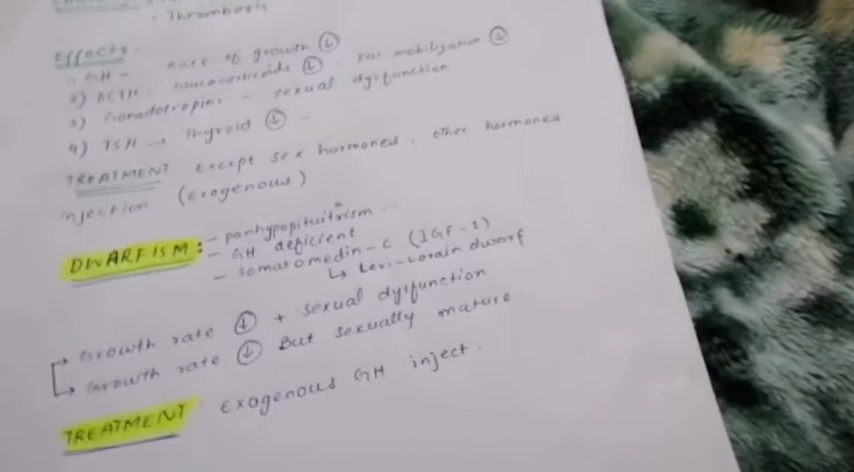 - Thrombosis
Effects:
1) GH - Rate of growth ↓
2) ACTH - Glucocorticoids ↓ - Fat mobilization ↓
3) Gonadotropins - sexual dysfunction
4) TSH → Thyroid ↓ -
TREATMENT Except sex hormones, other hormones
injection (Exogenous)
DWARFISM: - panhypopituitarism ...
- GH deficient
- somatomedin-C (IGF-1)
↳ Levi-Lorain dwarf
→ Growth rate ↓ + sexual dysfunction
→ Growth rate ↓ But sexually mature.
TREATMENT Exogenous GH inject.